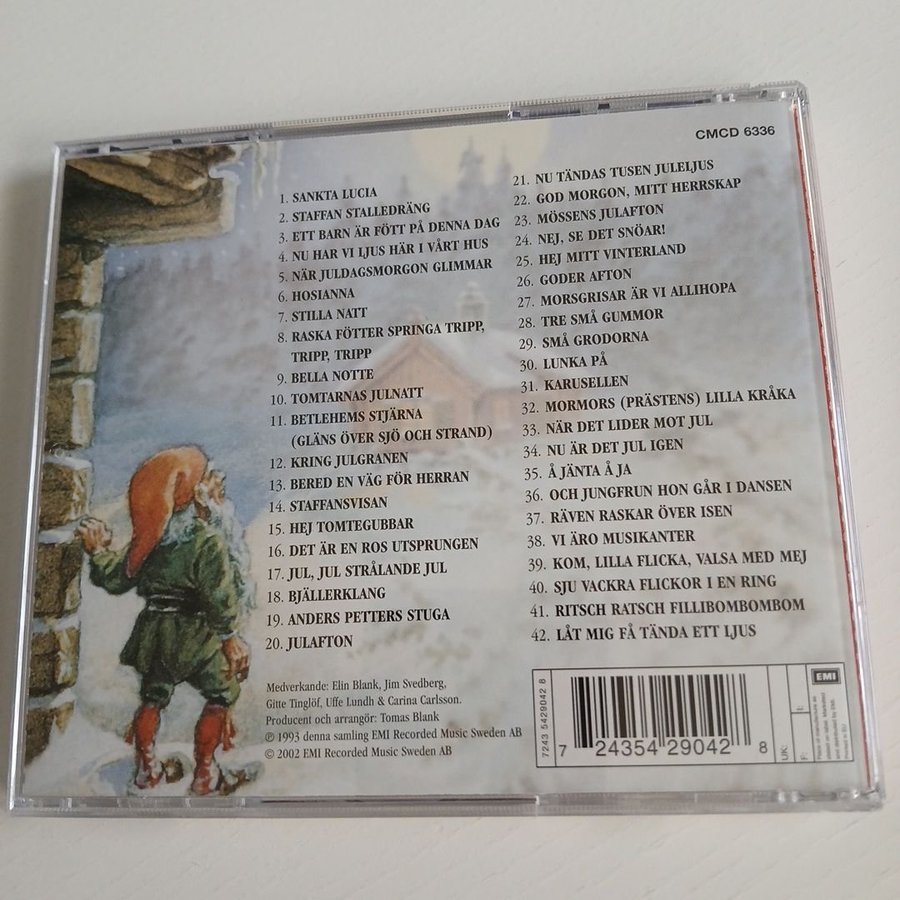 CMCD 6336
1. SANKTA LUCIA
2. STAFFAN STALLEDRÄNG
3. ETT BARN ÄR FÖTT PÅ DENNA DAG
4. NU HAR VI LJUS HÄR I VÅRT HUS
5. NÄR JULDAGSMORGON GLIMMAR
6. HOSIANNA
7. STILLA NATT
8. RASKA FÖTTER SPRINGA TRIPP,
TRIPP, TRIPP
9. BELLA NOTTE
10. TOMTARNAS JULNATT
11. BETLEHEMS STJÄRNA
(GLÄNS ÖVER SJÖ OCH STRAND)
12. KRING JULGRANEN
13. BERED EN VÄG FÖR HERRAN
14. STAFFANSVISAN
15. HEJ TOMTEGUBBAR
16. DET ÄR EN ROS UTSPRUNGEN
17. JUL, JUL STRÅLANDE JUL
18. BJÄLLERKLANG
19. ANDERS PETTERS STUGA
20. JULAFTON
21. NU TÄNDAS TUSEN JULELJUS
22. GOD MORGON, MITT HERRSKAP
23. MÖSSENS JULAFTON
24. NEJ, SE DET SNÖAR!
25. HEJ MITT VINTERLAND
26. GODER AFTON
27. MORSGRISAR ÄR VI ALLIHOPA
28. TRE SMÅ GUMMOR
29. SMÅ GRODORNA
30. LUNKA PÅ
31. KARUSELLEN
32. MORMORS (PRÄSTENS) LILLA KRÅKA
33. NÄR DET LIDER MOT JUL
34. NU ÄR DET JUL IGEN
35. Å JÄNTA Å JA
36. OCH JUNGFRUN HON GÅR I DANSEN
37. RÄVEN RASKAR ÖVER ISEN
38. VI ÄRO MUSIKANTER
39. KOM, LILLA FLICKA, VALSA MED MEJ
40. SJU VACKRA FLICKOR I EN RING
41. RITSCH RATSCH FILLIBOMBOMBOM
42. LÅT MIG FÅ TÄNDA ETT LJUS
Medverkande: Elin Blank, Jim Svedberg,
Gitte Tinglöf, Uffe Lundh & Carina Carlsson.
Producent och arrangör: Tomas Blank
℗ 1993 denna samling EMI Recorded Music Sweden AB
© 2002 EMI Recorded Music Sweden AB
7243 5429042 8
7 24354 29042 8
UK:
F:
I:
EMI